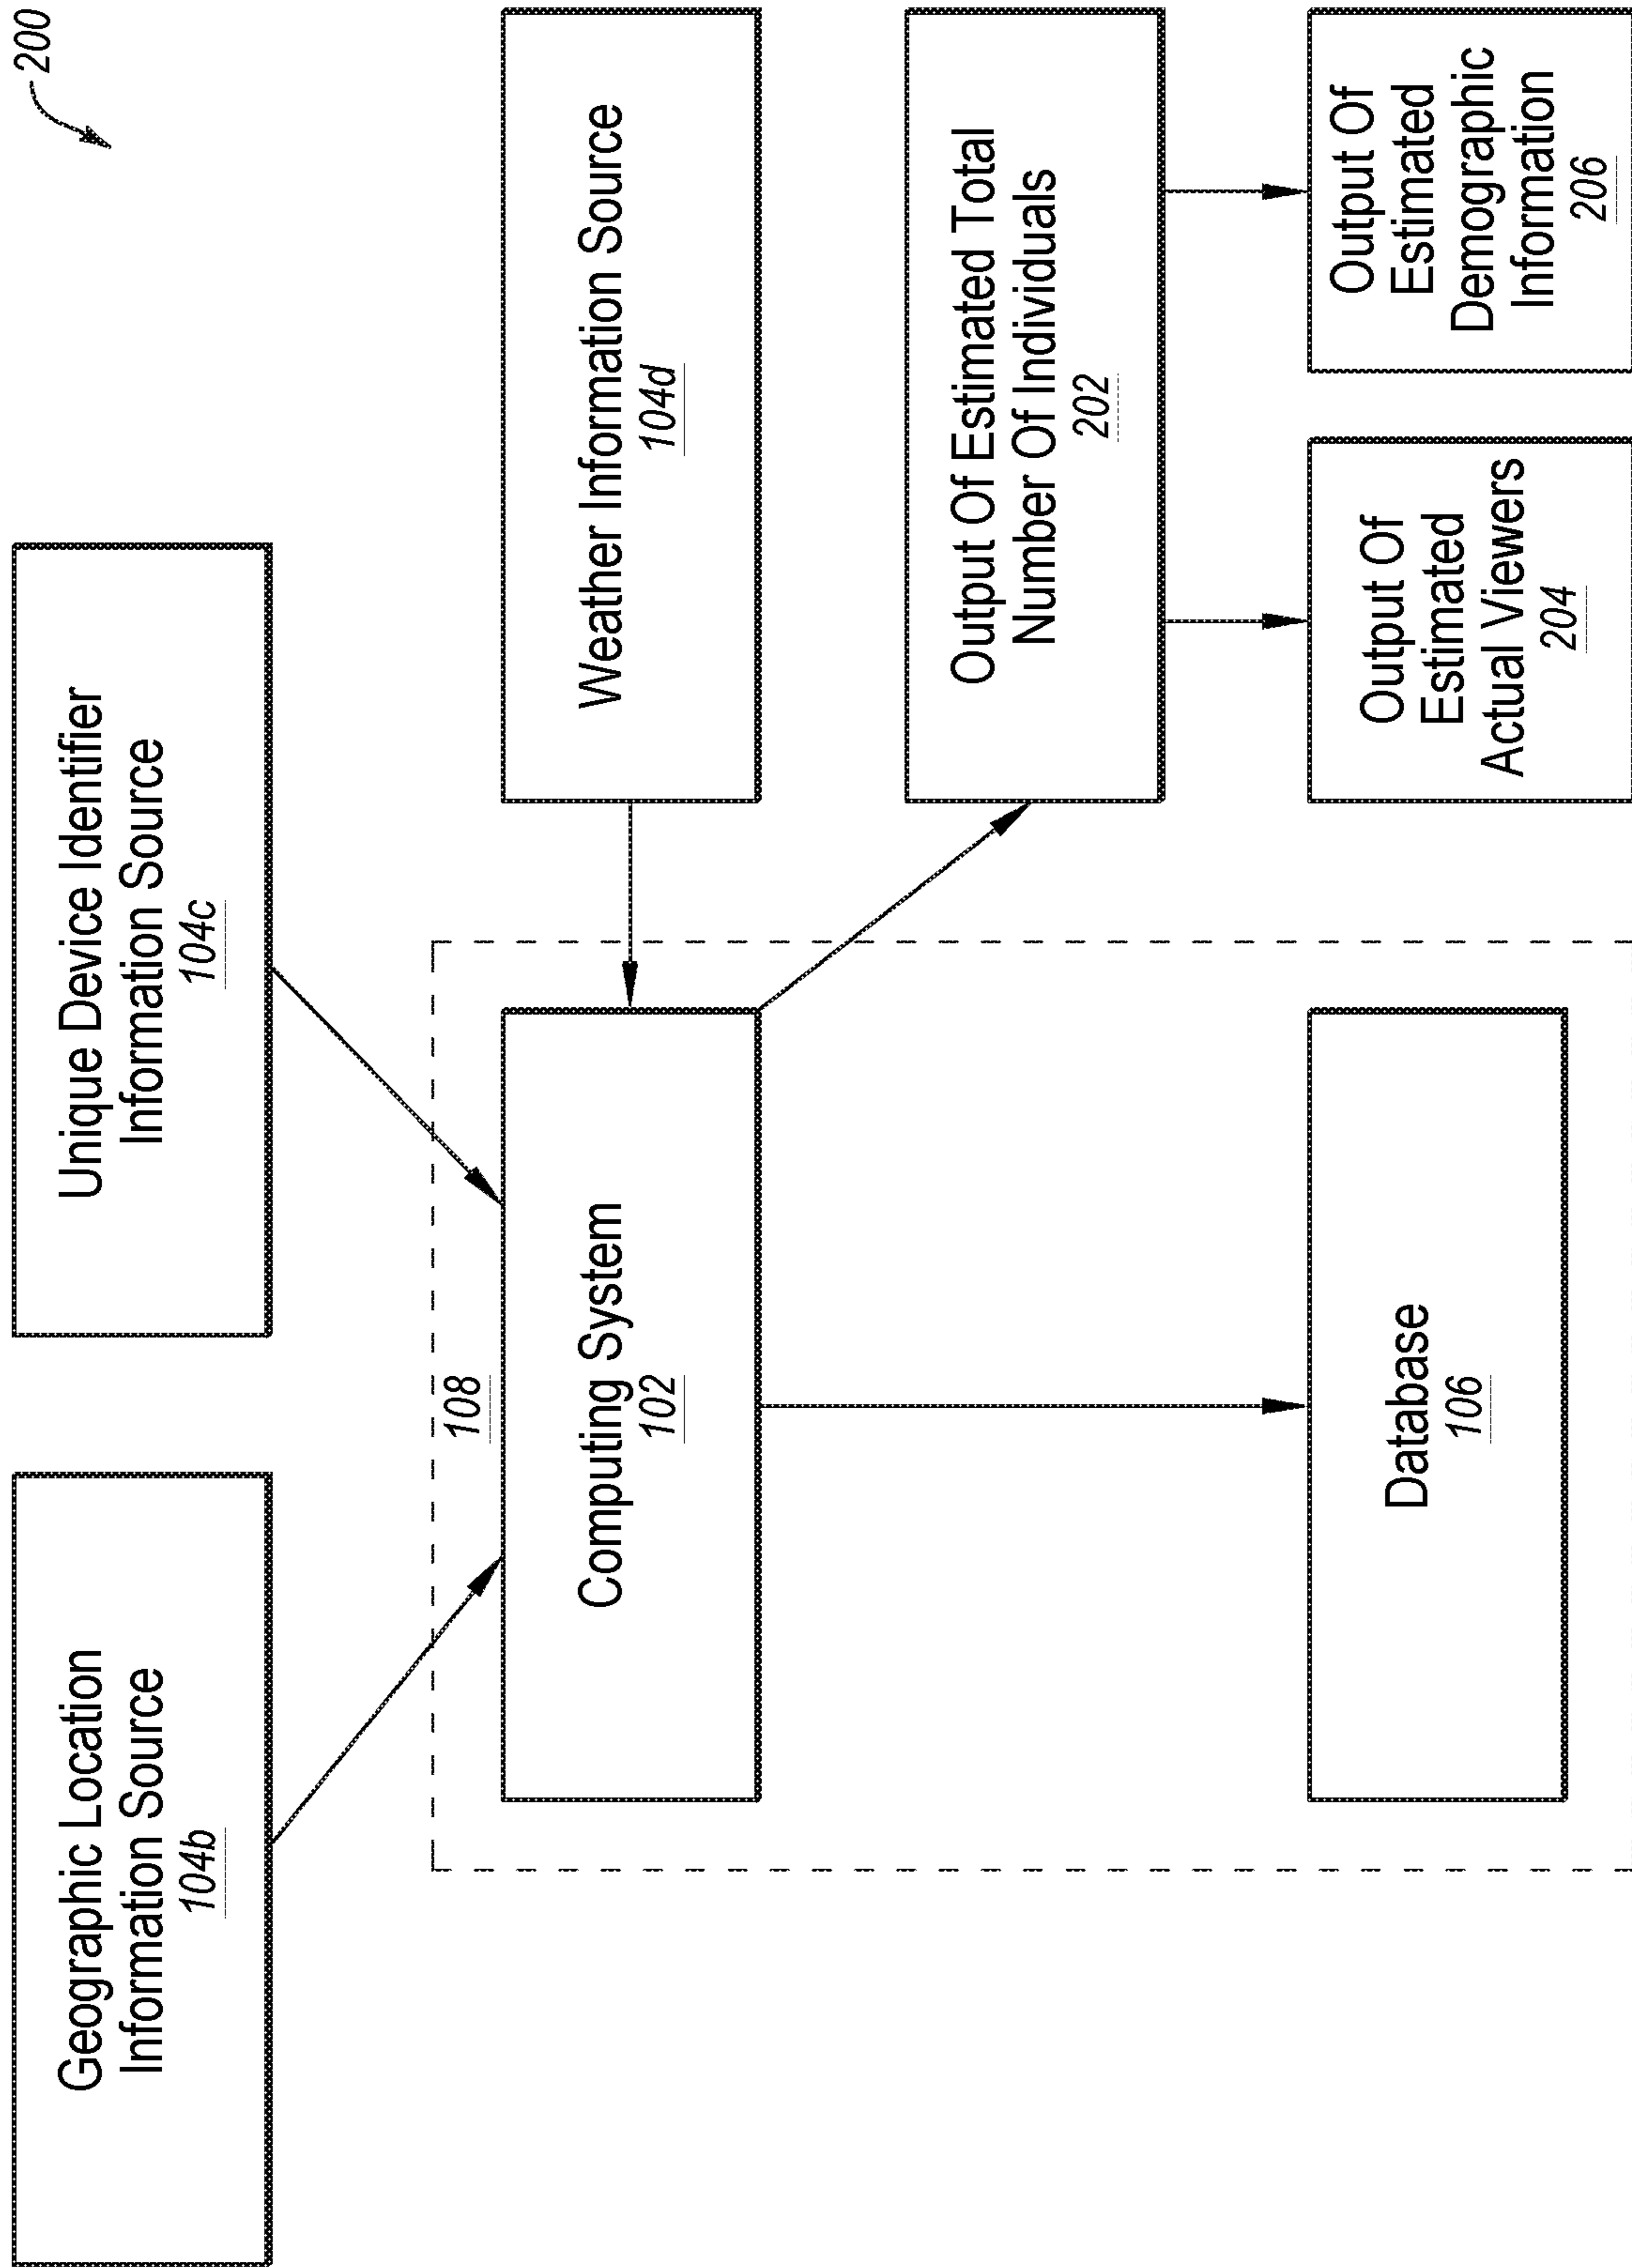 200
Geographic Location
Information Source
104b
Unique Device Identifier
Information Source
104c
108
Computing System
102
Weather Information Source
104d
Output Of Estimated Total
Number Of Individuals
202
Database
106
Output Of
Estimated
Actual Viewers
204
Output Of
Estimated
Demographic
Information
206